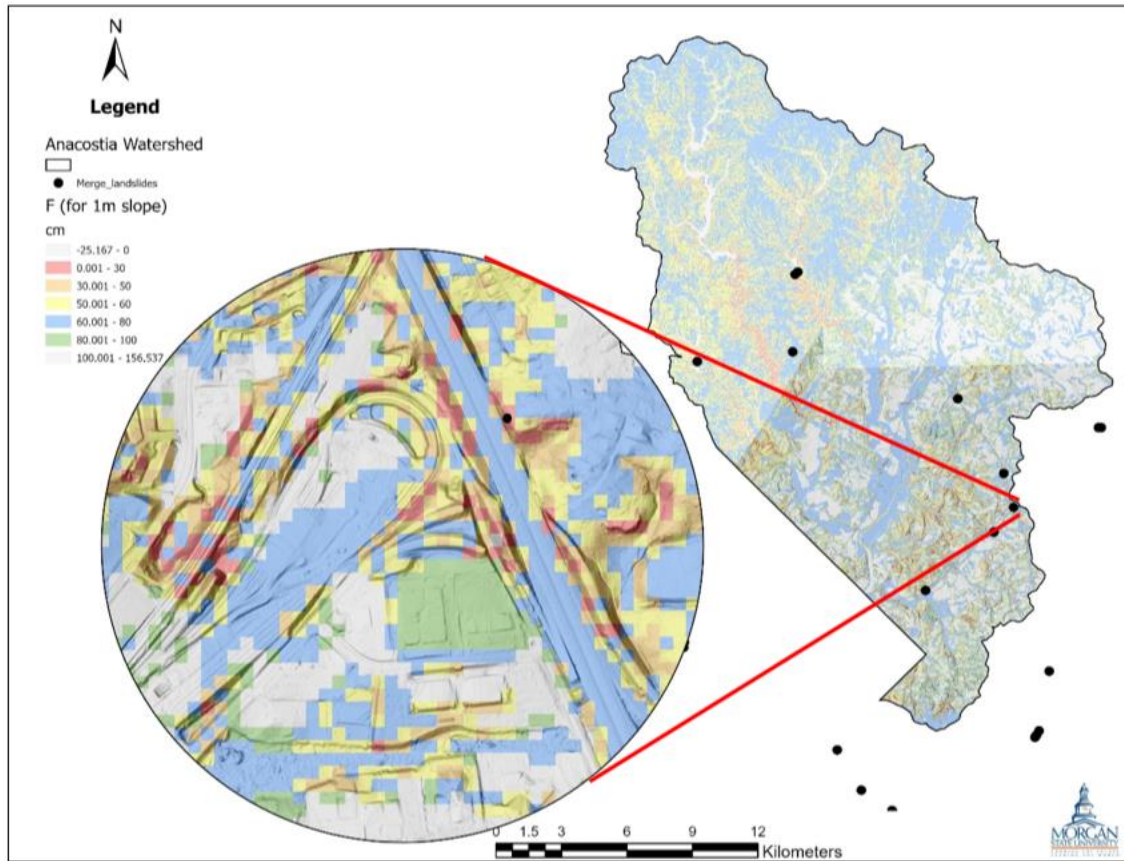 N
Legend
Anacostia Watershed
Merge_landslides
F (for 1m slope)
cm
-25,167 - 0
0.001 - 30
30.001 - 50
50.001 - 60
60.001 - 80
80.001 - 100
100.001 - 156,537
0 1.5 3 6 9 12
Kilometers
MORGAN
STATE UNIVERSITY